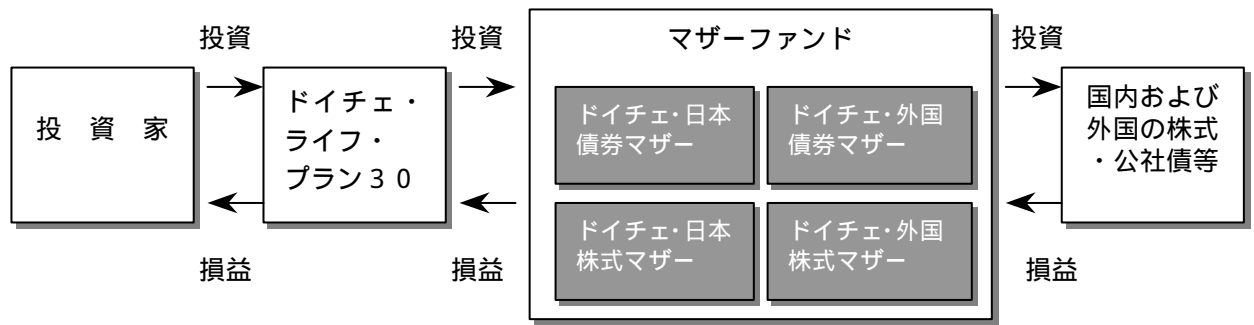 投資
投資
マザーファンド
投資
投 資 家
ドイチェ・
ライフ・
プラン３０
ドイチェ・日本
債券マザー
ドイチェ・外国
債券マザー
ドイチェ・日本
株式マザー
ドイチェ・外国
株式マザー
国内および
外国の株式
・公社債等
損益
損益
損益